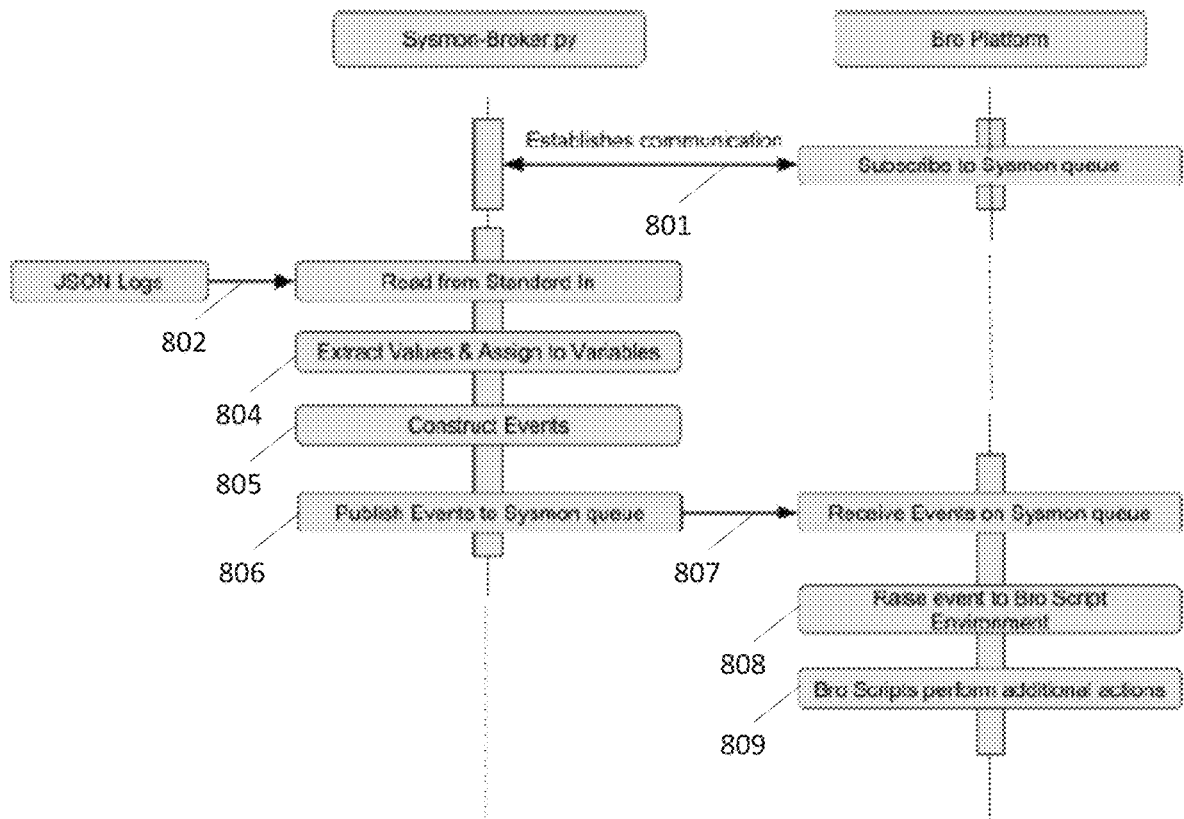 Sysmon-Broker.py
Bro Platform
Establishes communication
Subscribe to Sysmon queue
801
JSON Logs
Read from Standard In
802
Extract Values & Assign to Variables
804
Construct Events
805
Publish Events to Sysmon queue
Receive Events on Sysmon queue
806
807
Raise event to Bro Script
Environment
808
Bro Scripts perform additional actions
809